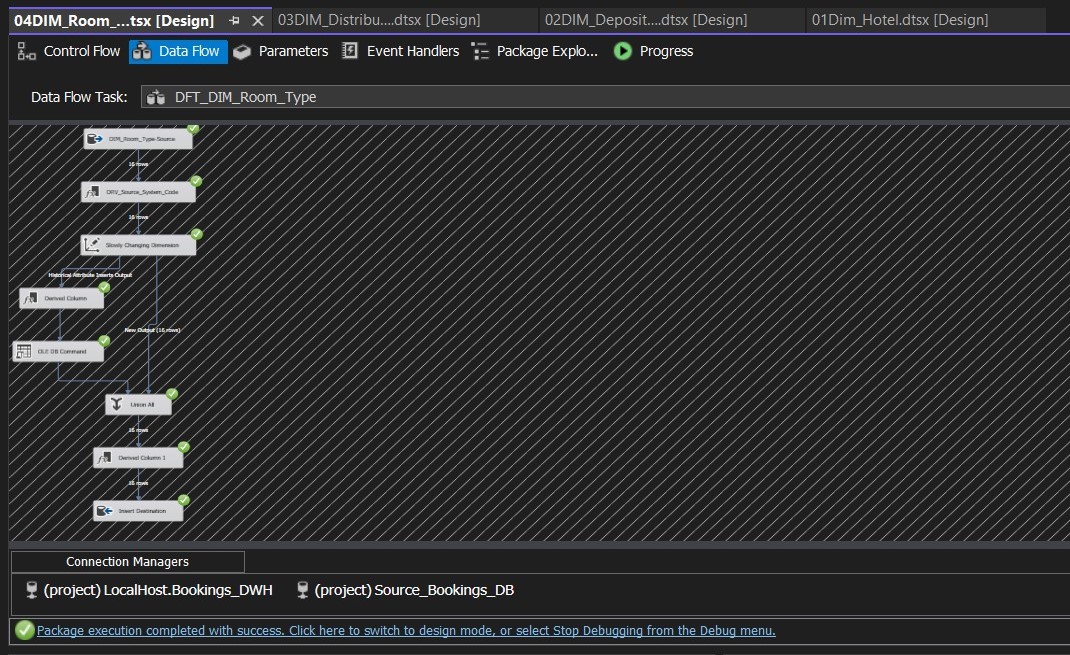 04DIM_Room_...tsx [Design]
03DIM_Distribu....dtsx [Design]
02DIM_Deposit....dtsx [Design]
01Dim_Hotel.dtsx [Design]
Control Flow
Data Flow
Parameters
Event Handlers
Package Explo...
Progress
Data Flow Task:
DFT_DIM_Room_Type
DIM_Room_Type-Source
16 rows
DRV_Source_System_Code
16 rows
Slowly Changing Dimension
Historical Attribute Inserts Output
Derived Column
New Output (16 rows)
OLE DB Command
Union All
16 rows
Derived Column 1
16 rows
Insert Destination
Connection Managers
(project) LocalHost.Bookings_DWH
(project) Source_Bookings_DB
Package execution completed with success. Click here to switch to design mode, or select Stop Debugging from the Debug menu.